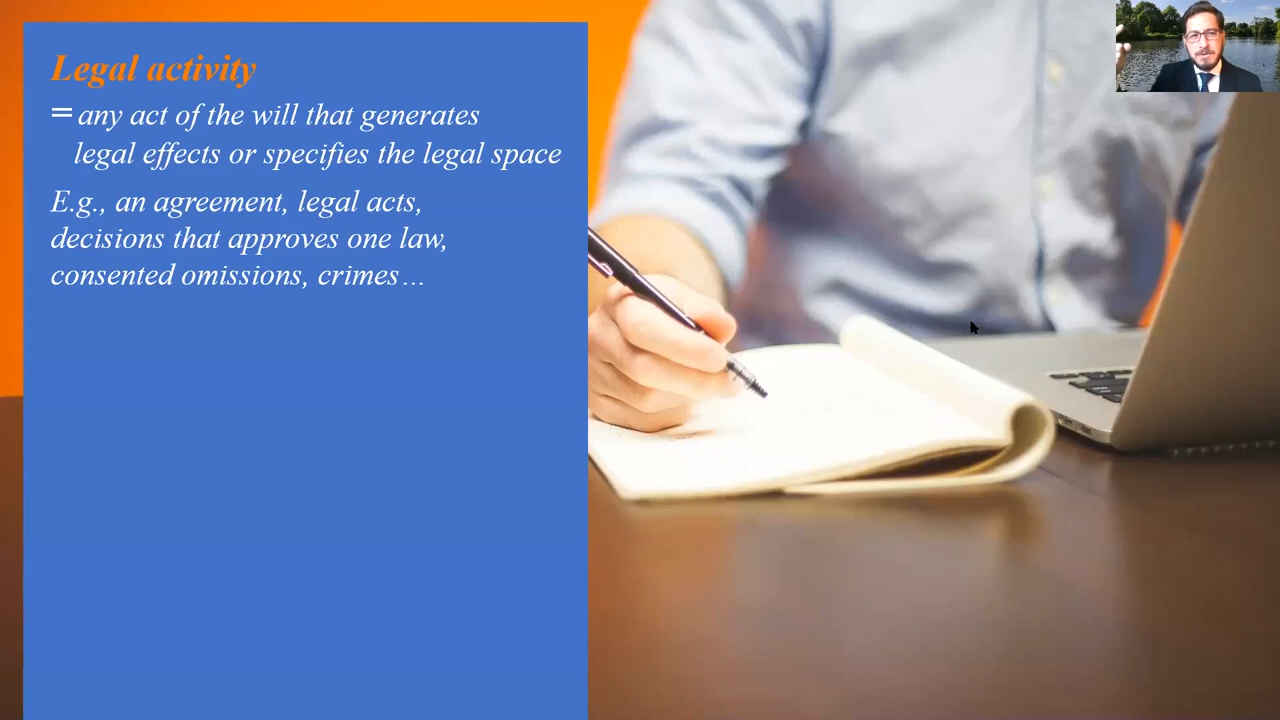 Legal activity
= any act of the will that generates
legal effects or specifies the legal space
E.g., an agreement, legal acts,
decisions that approves one law,
consented omissions, crimes…